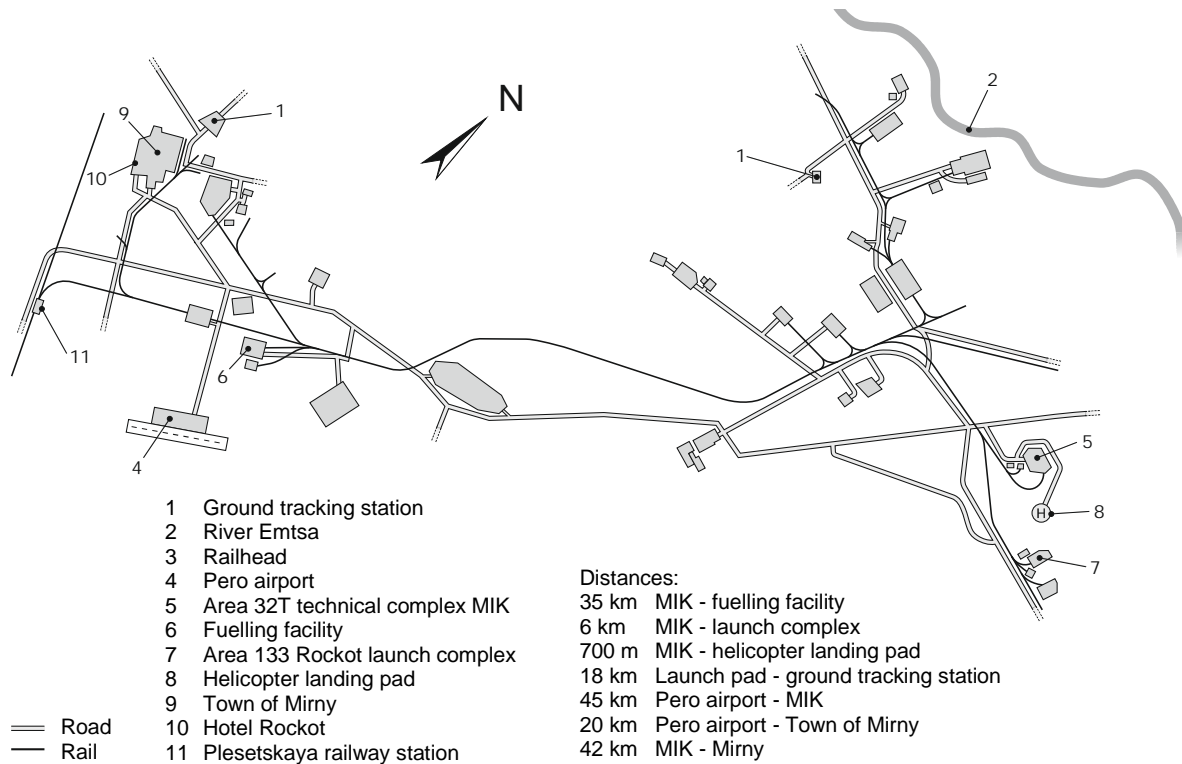 N
1
2
9
1
10
11
6
4
5
H
8
7
1 Ground tracking station
2 River Emtsa
3 Railhead
4 Pero airport
5 Area 32T technical complex MIK
6 Fuelling facility
7 Area 133 Rockot launch complex
8 Helicopter landing pad
9 Town of Mirny
10 Hotel Rockot
11 Plesetskaya railway station
Road
Rail
Distances:
35 km MIK - fuelling facility
6 km MIK - launch complex
700 m MIK - helicopter landing pad
18 km Launch pad - ground tracking station
45 km Pero airport - MIK
20 km Pero airport - Town of Mirny
42 km MIK - Mirny